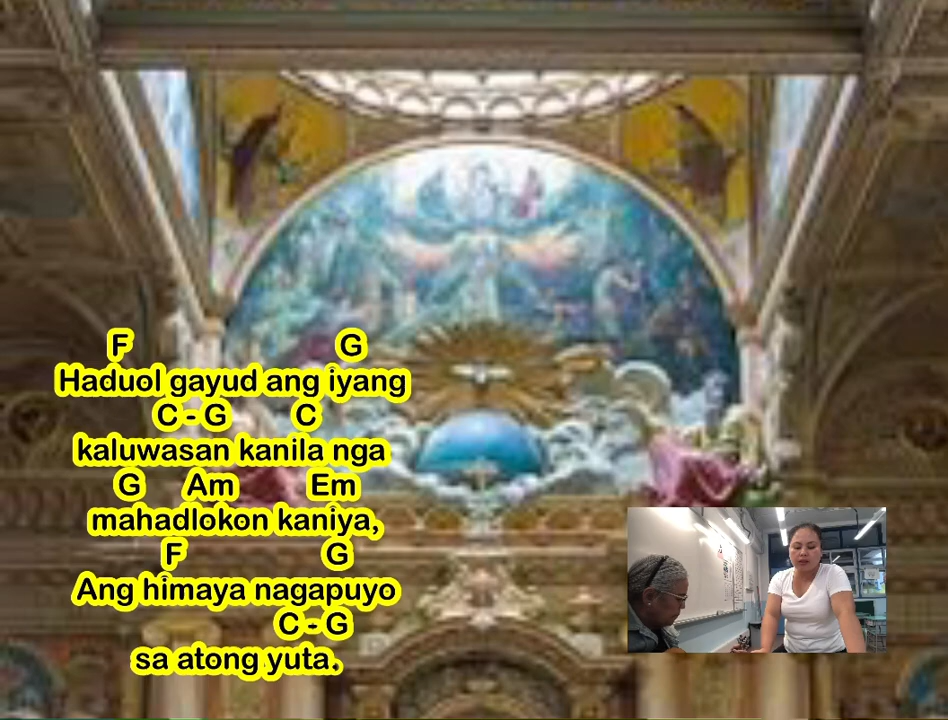 F G
Haduol gayud ang iyang
C - G C
kaluwasan kanila nga
G Am Em
mahadlokon kaniya,
F G
Ang himaya nagapuyo
C - G
sa atong yuta.